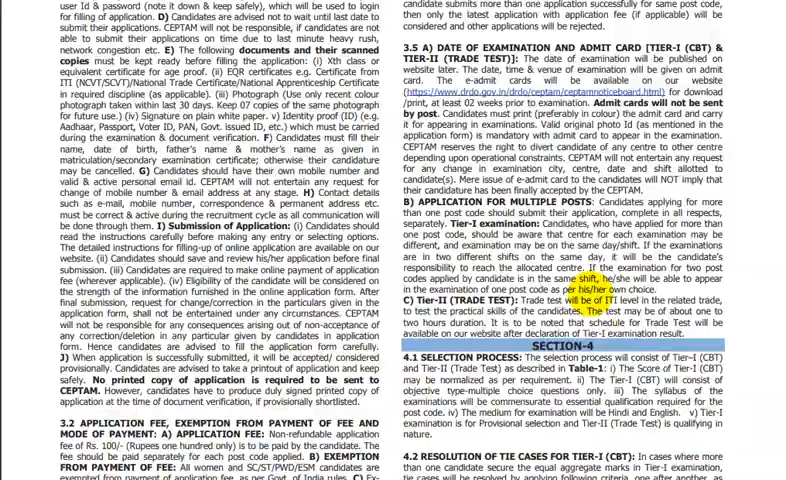 user Id & password (note it down & keep safely), which will be used to login
for filling of application. D) Candidates are advised not to wait until last date to
submit their applications. CEPTAM will not be responsible, if candidates are not
able to submit their applications on time due to last minute heavy rush,
network congestion etc. E) The following documents and their scanned
copies must be kept ready before filling the application: (i) Xth class or
equivalent certificate for age proof. (ii) EQR certificates e.g. Certificate from
ITI (NCVT/SCVT)/National Trade Certificate/National Apprenticeship Certificate
in required discipline (as applicable). (iii) Photograph (Use only recent colour
photograph taken within last 30 days. Keep 07 copies of the same photograph
for future use.) (iv) Signature on plain white paper. v) Identity proof (ID) (e.g.
Aadhaar, Passport, Voter ID, PAN, Govt. issued ID, etc.) which must be carried
during the examination & document verification. F) Candidates must fill their
name, date of birth, father's name & mother's name as given in
matriculation/secondary examination certificate; otherwise their candidature
may be cancelled. G) Candidates should have their own mobile number and
valid & active personal email id. CEPTAM will not entertain any request for
change of mobile number & email address at any stage. H) Contact details
such as e-mail, mobile number, correspondence & permanent address etc.
must be correct & active during the recruitment cycle as all communication will
be done through them. I) Submission of Application: (i) Candidates should
read the instructions carefully before making any entry or selecting options.
The detailed instructions for filling-up of online application are available on our
website. (ii) Candidates should save and review his/her application before final
submission. (iii) Candidates are required to make online payment of application
fee (wherever applicable). (iv) Eligibility of the candidate will be considered on
the strength of the information furnished in the online application form. After
final submission, request for change/correction in the particulars given in the
application form, shall not be entertained under any circumstances. CEPTAM
will not be responsible for any consequences arising out of non-acceptance of
any correction/deletion in any particular given by candidates in application
form. Hence candidates are advised to fill the application form carefully.
J) When application is successfully submitted, it will be accepted/ considered
provisionally. Candidates are advised to take a printout of application and keep
safely. No printed copy of application is required to be sent to
CEPTAM. However, candidates have to produce duly signed printed copy of
application at the time of document verification, if provisionally shortlisted.
3.2 APPLICATION FEE, EXEMPTION FROM PAYMENT OF FEE AND
MODE OF PAYMENT: A) APPLICATION FEE: Non-refundable application
fee of Rs. 100/- (Rupees one hundred only) is to be paid by the candidate. The
fee should be paid separately for each post code applied. B) EXEMPTION
FROM PAYMENT OF FEE: All women and SC/ST/PWD/ESM candidates are
exempted from payment of application fee, as per Govt. of India rules. C) Ex-
candidate submits more than one application successfully for same post code,
then only the latest application with application fee (if applicable) will be
considered and other applications will be rejected.
3.5 A) DATE OF EXAMINATION AND ADMIT CARD [TIER-I (CBT) &
TIER-II (TRADE TEST)]: The date of examination will be published on
website later. The date, time & venue of examination will be given on admit
card. The e-admit cards will be available on our website
(https://www.drdo.gov.in/drdo/ceptam/ceptamnoticeboard.html) for download
/print, at least 02 weeks prior to examination. Admit cards will not be sent
by post. Candidates must print (preferably in colour) the admit card and carry
it for appearing in examinations. Valid original photo Id (as mentioned in the
application form) is mandatory with admit card to appear in the examination.
CEPTAM reserves the right to divert candidate of any centre to other centre
depending upon operational constraints. CEPTAM will not entertain any request
for any change in examination city, centre, date and shift allotted to
candidate(s). Mere issue of e-admit card to the candidates will NOT imply that
their candidature has been finally accepted by the CEPTAM.
B) APPLICATION FOR MULTIPLE POSTS: Candidates applying for more
than one post code should submit their application, complete in all respects,
separately. Tier-I examination: Candidates, who have applied for more than
one post code, should be aware that centre for each examination may be
different, and examination may be on the same day/shift. If the examinations
are in two different shifts on the same day, it will be the candidate's
responsibility to reach the allocated centre. If the examination for two post
codes applied by candidate is in the same shift, he/she will be able to appear
in the examination of one post code as per his/her own choice.
C) Tier-II (TRADE TEST): Trade test will be of ITI level in the related trade,
to test the practical skills of the candidates. The test may be of about one to
two hours duration. It is to be noted that schedule for Trade Test will be
available on our website after declaration of Tier-I examination result.
SECTION-4
4.1 SELECTION PROCESS: The selection process will consist of Tier–I (CBT)
and Tier-II (Trade Test) as described in Table-1: i) The Score of Tier-I (CBT)
may be normalized as per requirement. ii) The Tier-I (CBT) will consist of
objective type-multiple choice questions only. iii) The syllabus of the
examinations will be commensurate to essential qualification required for the
post code. iv) The medium for examination will be Hindi and English. v) Tier-I
examination is for Provisional selection and Tier-II (Trade Test) is qualifying in
nature.
4.2 RESOLUTION OF TIE CASES FOR TIER-I (CBT): In cases where more
than one candidate secure the equal aggregate marks in Tier-I examination,
tie cases will be resolved by applying following criteria, one after another, as